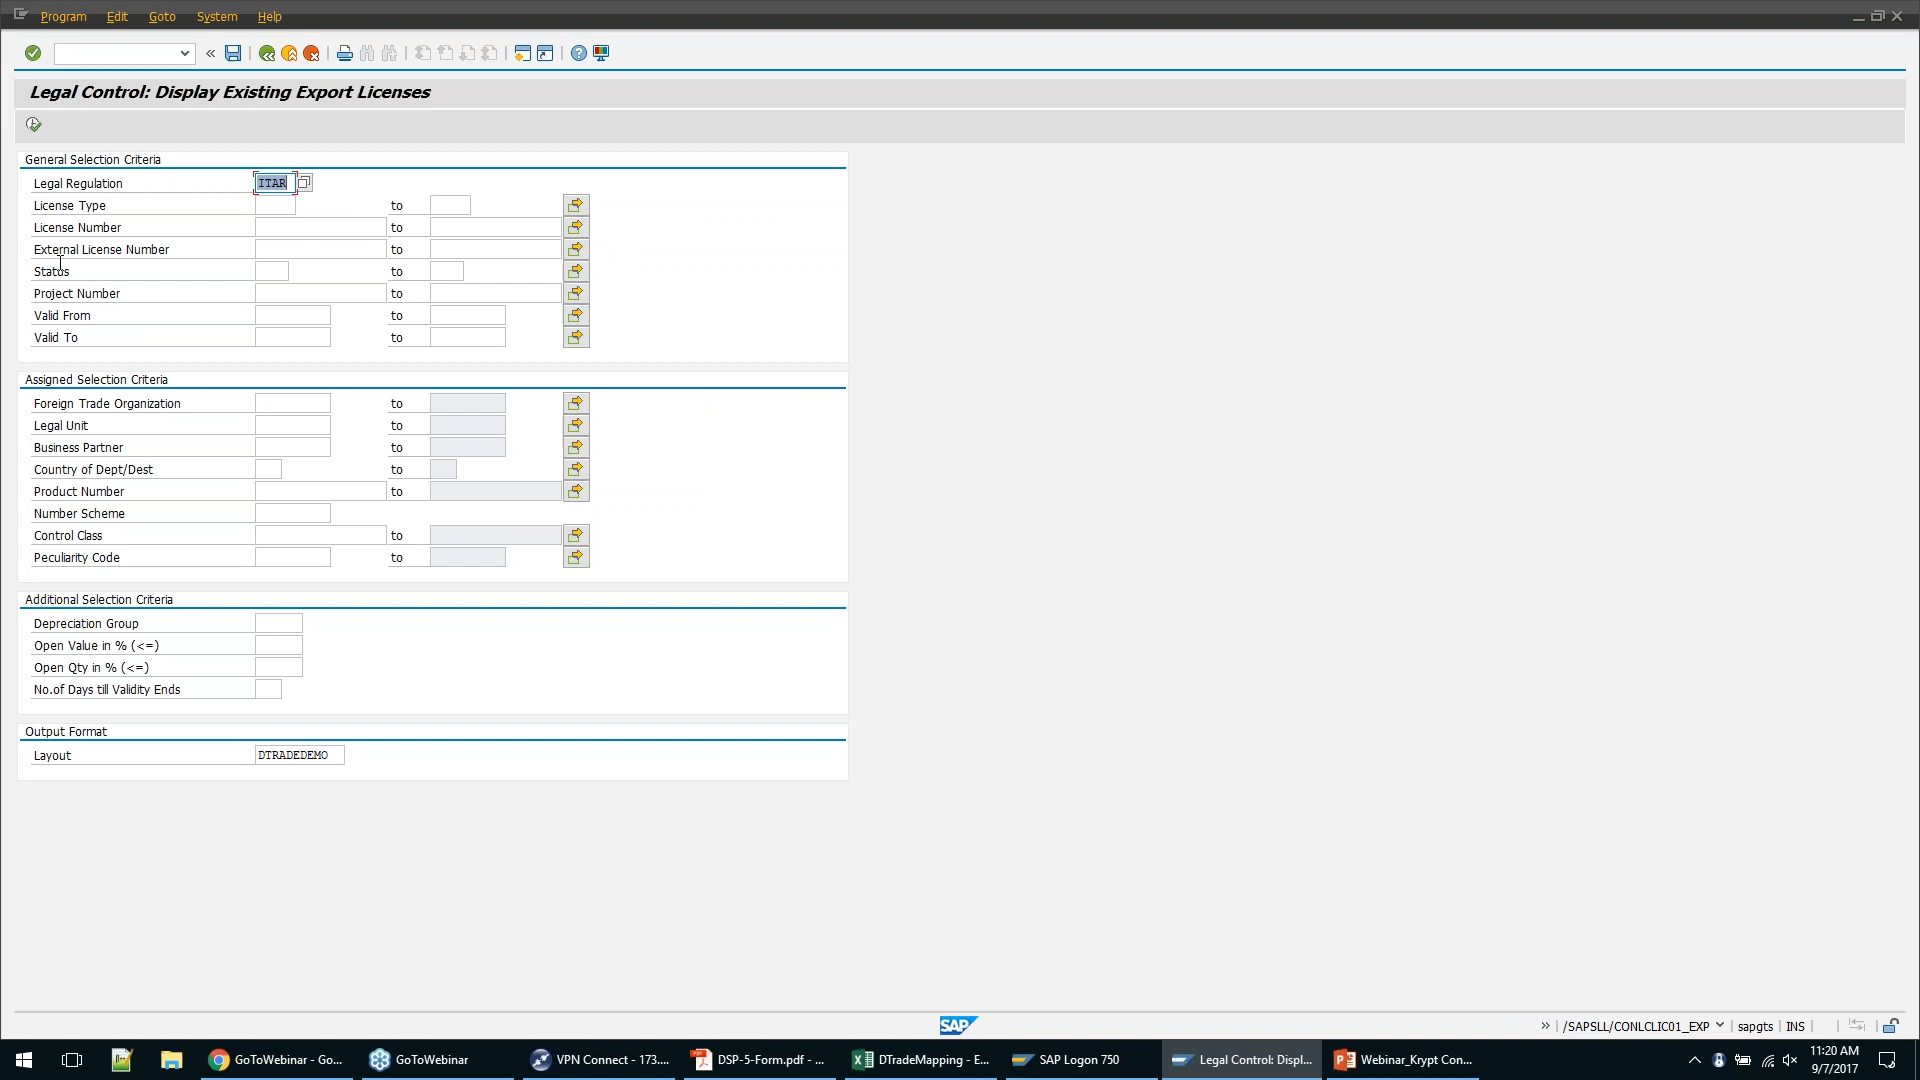 Program Edit Goto System Help
Legal Control: Display Existing Export Licenses
General Selection Criteria
Legal Regulation ITAR
License Type to
License Number to
External License Number to
Status to
Project Number to
Valid From to
Valid To to
Assigned Selection Criteria
Foreign Trade Organization to
Legal Unit to
Business Partner to
Country of Dept/Dest to
Product Number to
Number Scheme
Control Class to
Peculiarity Code to
Additional Selection Criteria
Depreciation Group
Open Value in % (<=)
Open Qty in % (<=)
No.of Days till Validity Ends
Output Format
Layout DTRADEDEMO
SAP
/SAPSLL/CONLCLIC01_EXP sapgts INS
GoToWebinar - Go... GoToWebinar VPN Connect - 173.... DSP-5-Form.pdf - ... DTradeMapping - E... SAP Logon 750 Legal Control: Displ... Webinar_Krypt Con... 11:20 AM
9/7/2017